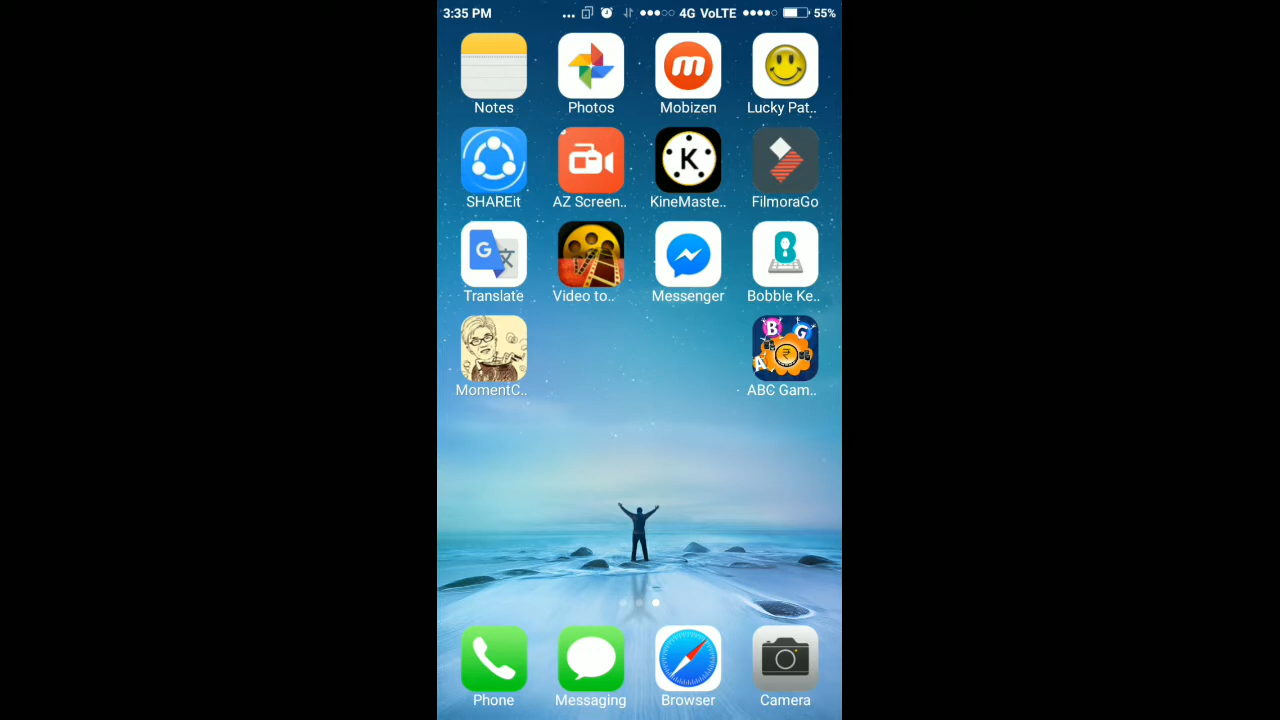 3:35 PM ... 4G VoLTE 55%
Notes Photos Mobizen Lucky Pat..
SHAREit AZ Screen.. KineMaste.. FilmoraGo
Translate Video to.. Messenger Bobble Ke..
MomentC.. ABC Gam..
Phone Messaging Browser Camera